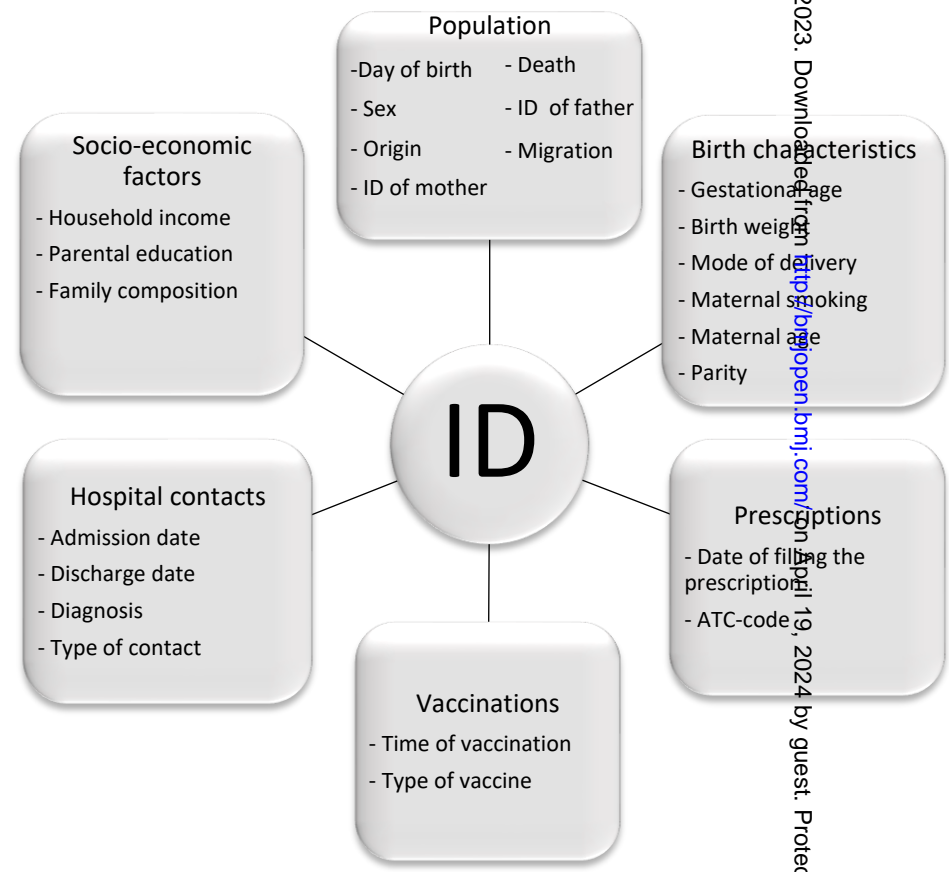 Population
-Day of birth
- Sex
- Origin
- ID of mother
- Death
- ID of father
- Migration
Socio-economic
factors
- Household income
- Parental education
- Family composition
Birth characteristics
- Gestational age
- Birth weight
- Mode of delivery
- Maternal smoking
- Maternal age
- Parity
ID
Hospital contacts
- Admission date
- Discharge date
- Diagnosis
- Type of contact
Prescriptions
- Date of filling the
prescription
- ATC-code
Vaccinations
- Time of vaccination
- Type of vaccine
2023. Downloaded from http://bmjopen.bmj.com/ on April 19, 2024 by guest.